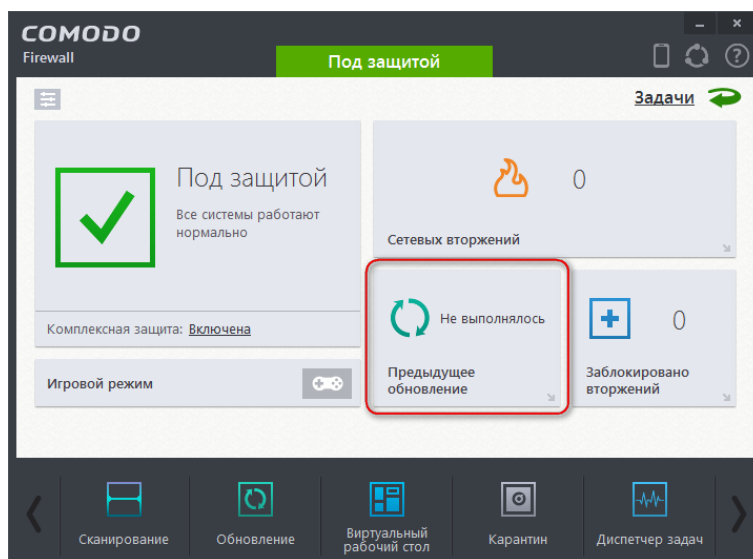 COMODO
Firewall
Под защитой
Задачи
Под защитой
Все системы работают
нормально
Комплексная защита: Включена
Игровой режим
0
Сетевых вторжений
Не выполнялось
Предыдущее
обновление
0
Заблокировано
вторжений
Сканирование
Обновление
Виртуальный
рабочий стол
Карантин
Диспетчер задач